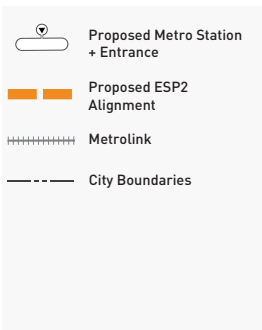 Proposed Metro Station
+ Entrance
Proposed ESP2
Alignment
Metrolink
City Boundaries